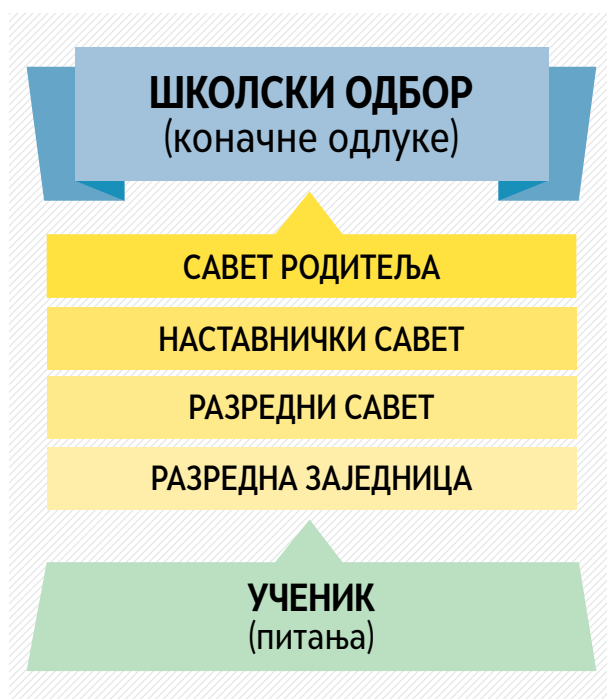 ШКОЛСКИ ОДБОР
(коначне одлуке)
САВЕТ РОДИТЕЉА
НАСТАВНИЧКИ САВЕТ
РАЗРЕДНИ САВЕТ
РАЗРЕДНА ЗАЈЕДНИЦА
УЧЕНИК
(питања)